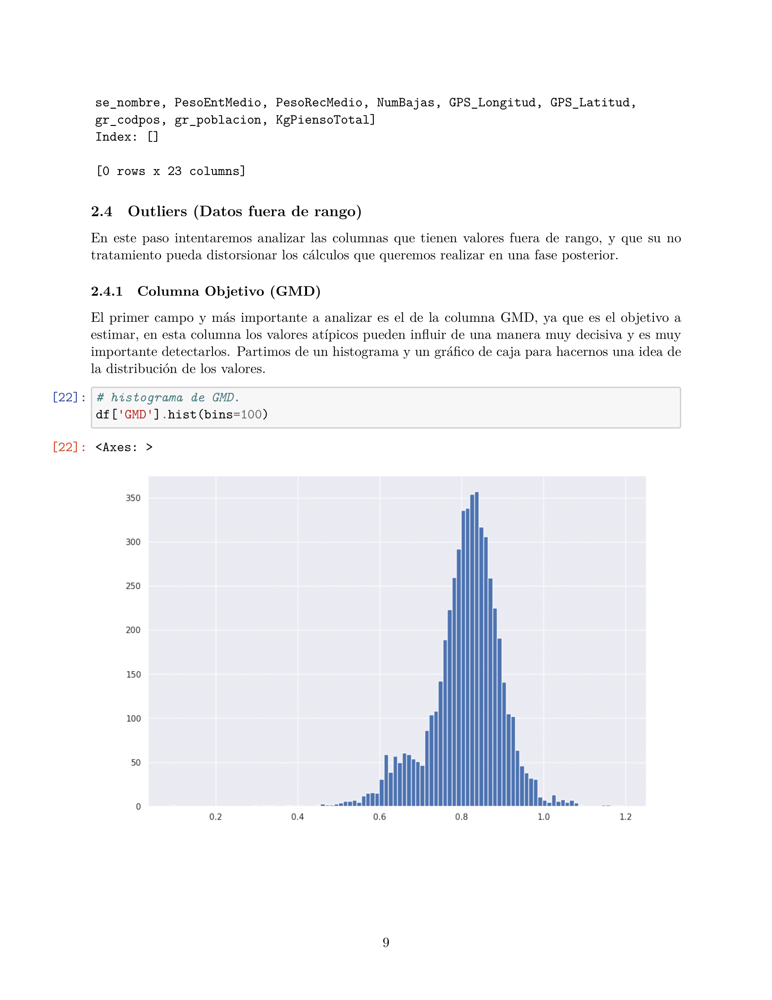 se_nombre, PesoEntMedio, PesoRecMedio, NumBajas, GPS_Longitud, GPS_Latitud,
gr_codpos, gr_poblacion, KgPiensoTotal]
Index: []
[0 rows x 23 columns]
2.4 Outliers (Datos fuera de rango)
En este paso intentaremos analizar las columnas que tienen valores fuera de rango, y que su no
tratamiento pueda distorsionar los cálculos que queremos realizar en una fase posterior.
2.4.1 Columna Objetivo (GMD)
El primer campo y más importante a analizar es el de la columna GMD, ya que es el objetivo a
estimar, en esta columna los valores atípicos pueden influir de una manera muy decisiva y es muy
importante detectarlos. Partimos de un histograma y un gráfico de caja para hacernos una idea de
la distribución de los valores.
[22]: # histograma de GMD.
df['GMD'].hist(bins=100)
[22]: <Axes: >
350
300
250
200
150
100
50
0
0.2 0.4 0.6 0.8 1.0 1.2
9